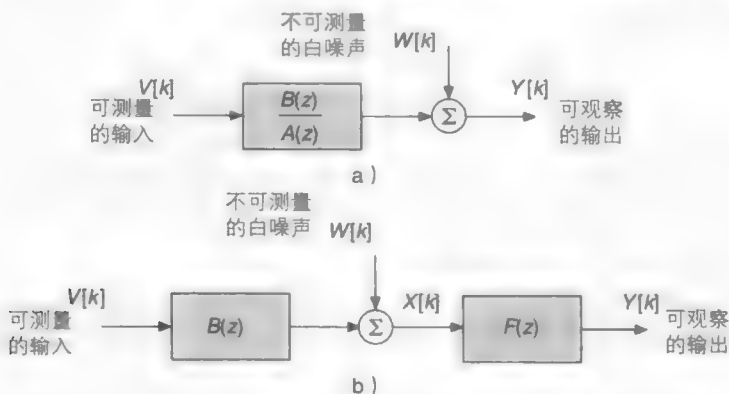 不可测量
的白噪声
W[k]
V[k]
Y[k]
可测量
的输入
B(z)
A(z)
Σ
可观察
的输出
a)
不可测量
的白噪声
W[k]
V[k]
X[k]
Y[k]
可测量
的输入
B(z)
Σ
F(z)
可观察
的输出
b)